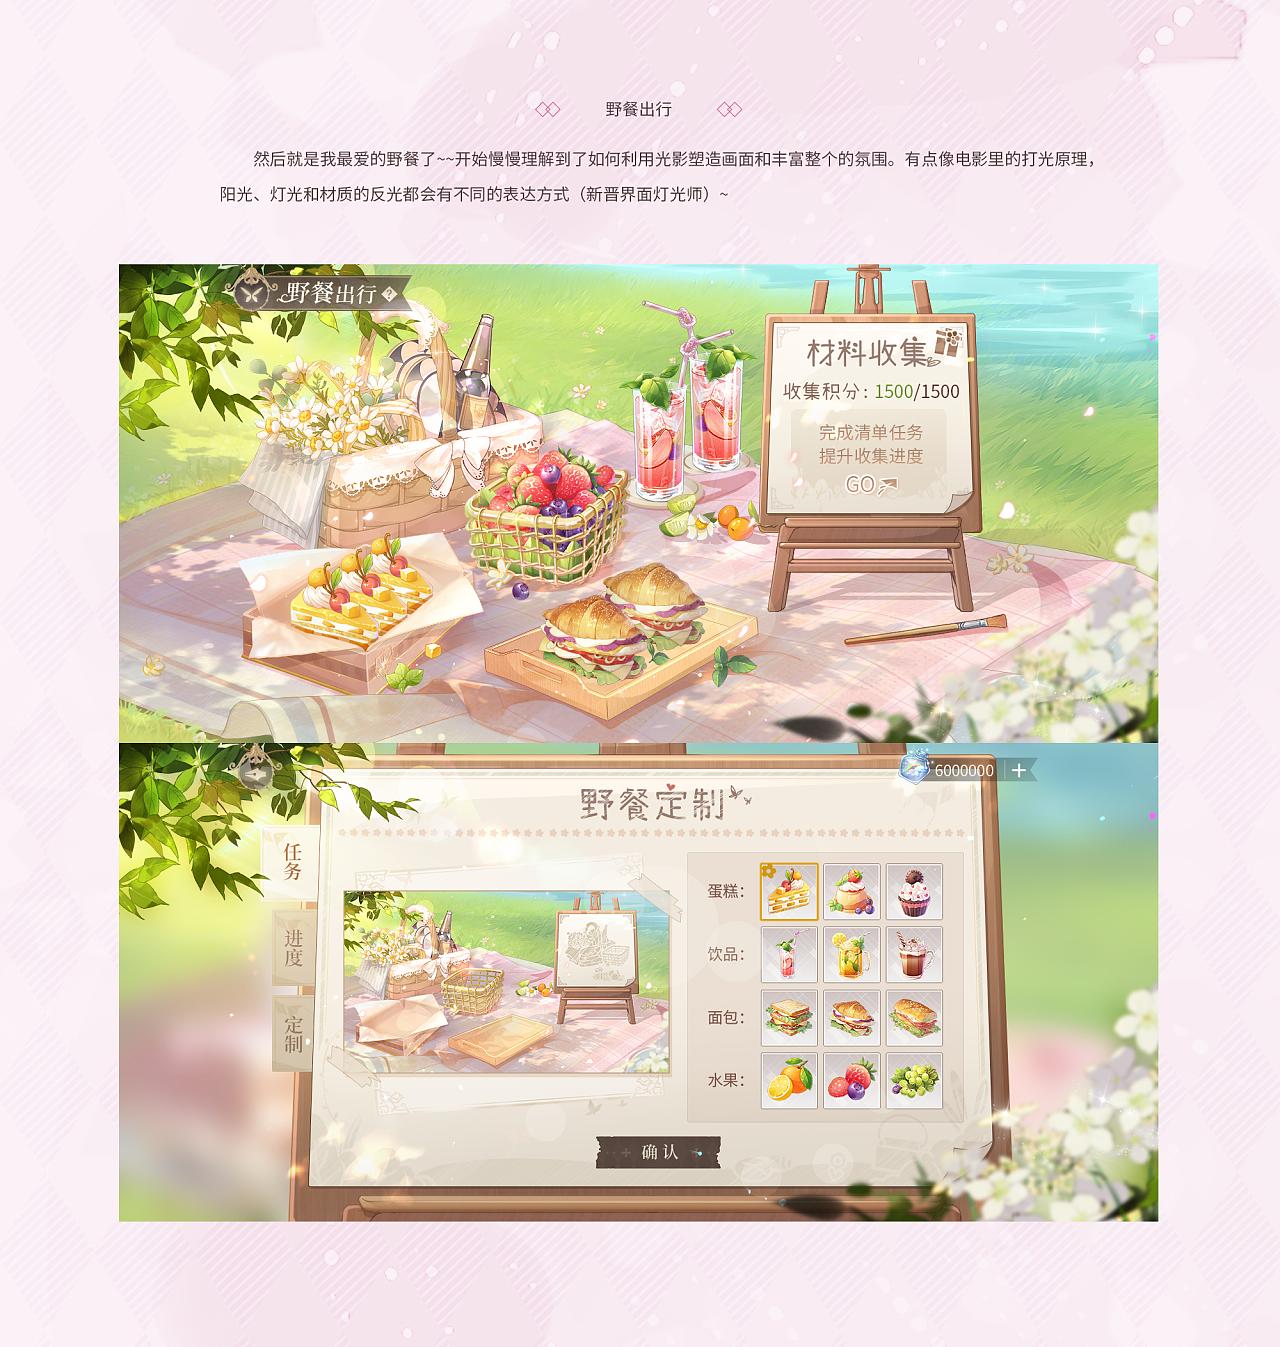 野餐出行
然后就是我最爱的野餐了~~开始慢慢理解到了如何利用光影塑造画面和丰富整个的氛围。有点像电影里的打光原理，
阳光、灯光和材质的反光都会有不同的表达方式（新晋界面灯光师）~
野餐出行?
材料收集
收集积分：1500/1500
完成清单任务
提升收集进度
GO
6000000 +
野餐定制
任务
进度
定制
蛋糕：
饮品：
面包：
水果：
确认